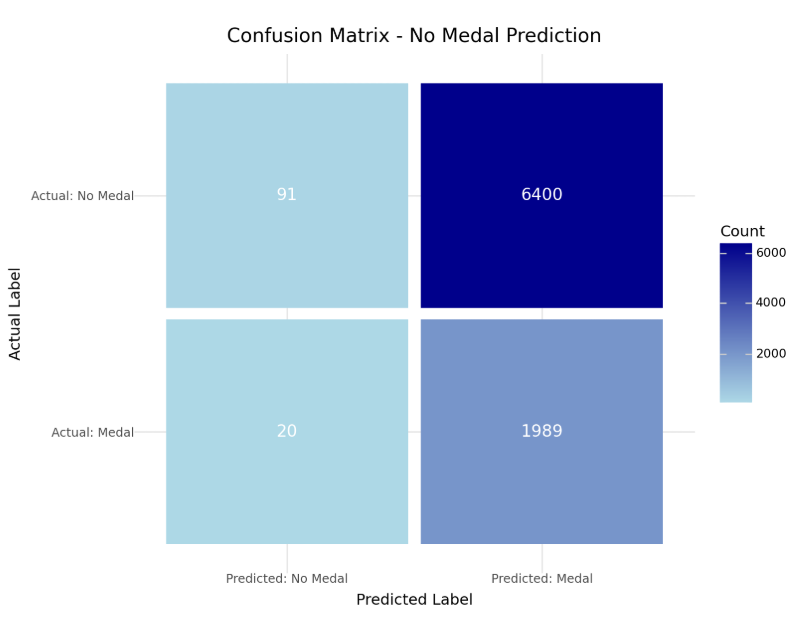 Confusion Matrix - No Medal Prediction
Actual: No Medal
91
6400
Actual: Medal
20
1989
Predicted: No Medal
Predicted: Medal
Predicted Label
Actual Label
Count
6000
4000
2000